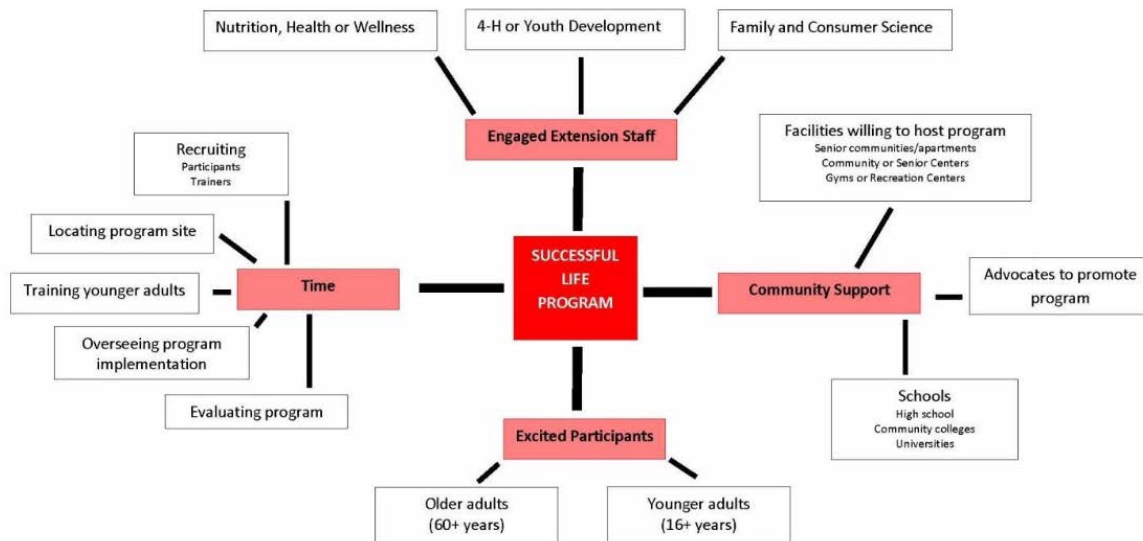 Nutrition, Health or Wellness
4-H or Youth Development
Family and Consumer Science
Engaged Extension Staff
Facilities willing to host program
Senior communities/apartments
Community or Senior Centers
Gyms or Recreation Centers
Recruiting
Participants
Trainers
Locating program site
Training younger adults
Overseeing program
implementation
Evaluating program
Time
SUCCESSFUL
LIFE
PROGRAM
Community Support
Advocates to promote
program
Schools
High school
Community colleges
Universities
Excited Participants
Older adults
(60+ years)
Younger adults
(16+ years)